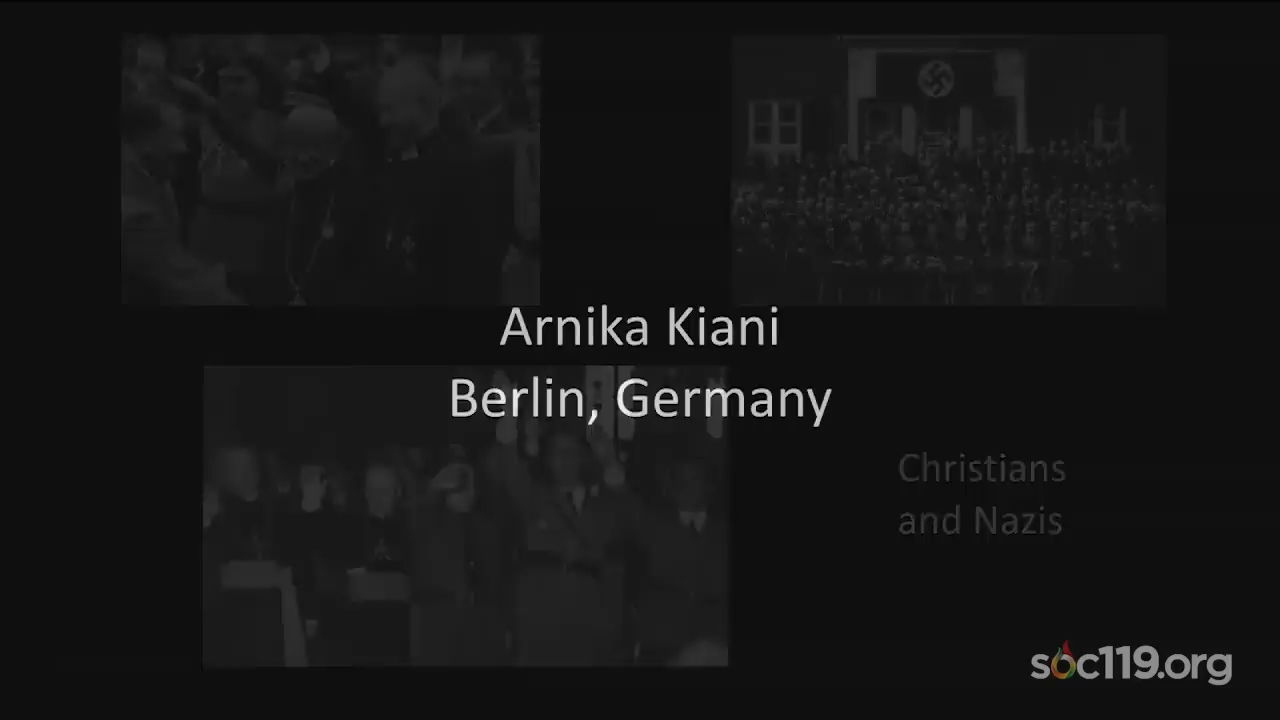 Arnika Kiani
Berlin, Germany
Christians
and Nazis
soc119.org